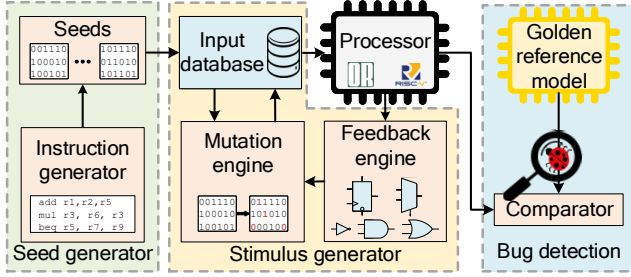 Seeds
001110 101110
100010 ••• 011101
100101 101101
Instruction
generator
add r1,r2,r5
mul r3, r6, r3
beq r5, r7, r9
Seed generator
Input
database
Mutation
engine
001110 011110
100010 101010
100101 000100
Feedback
engine
Stimulus generator
Processor
OR
RISC-V
Golden
reference
model
Comparator
Bug detection